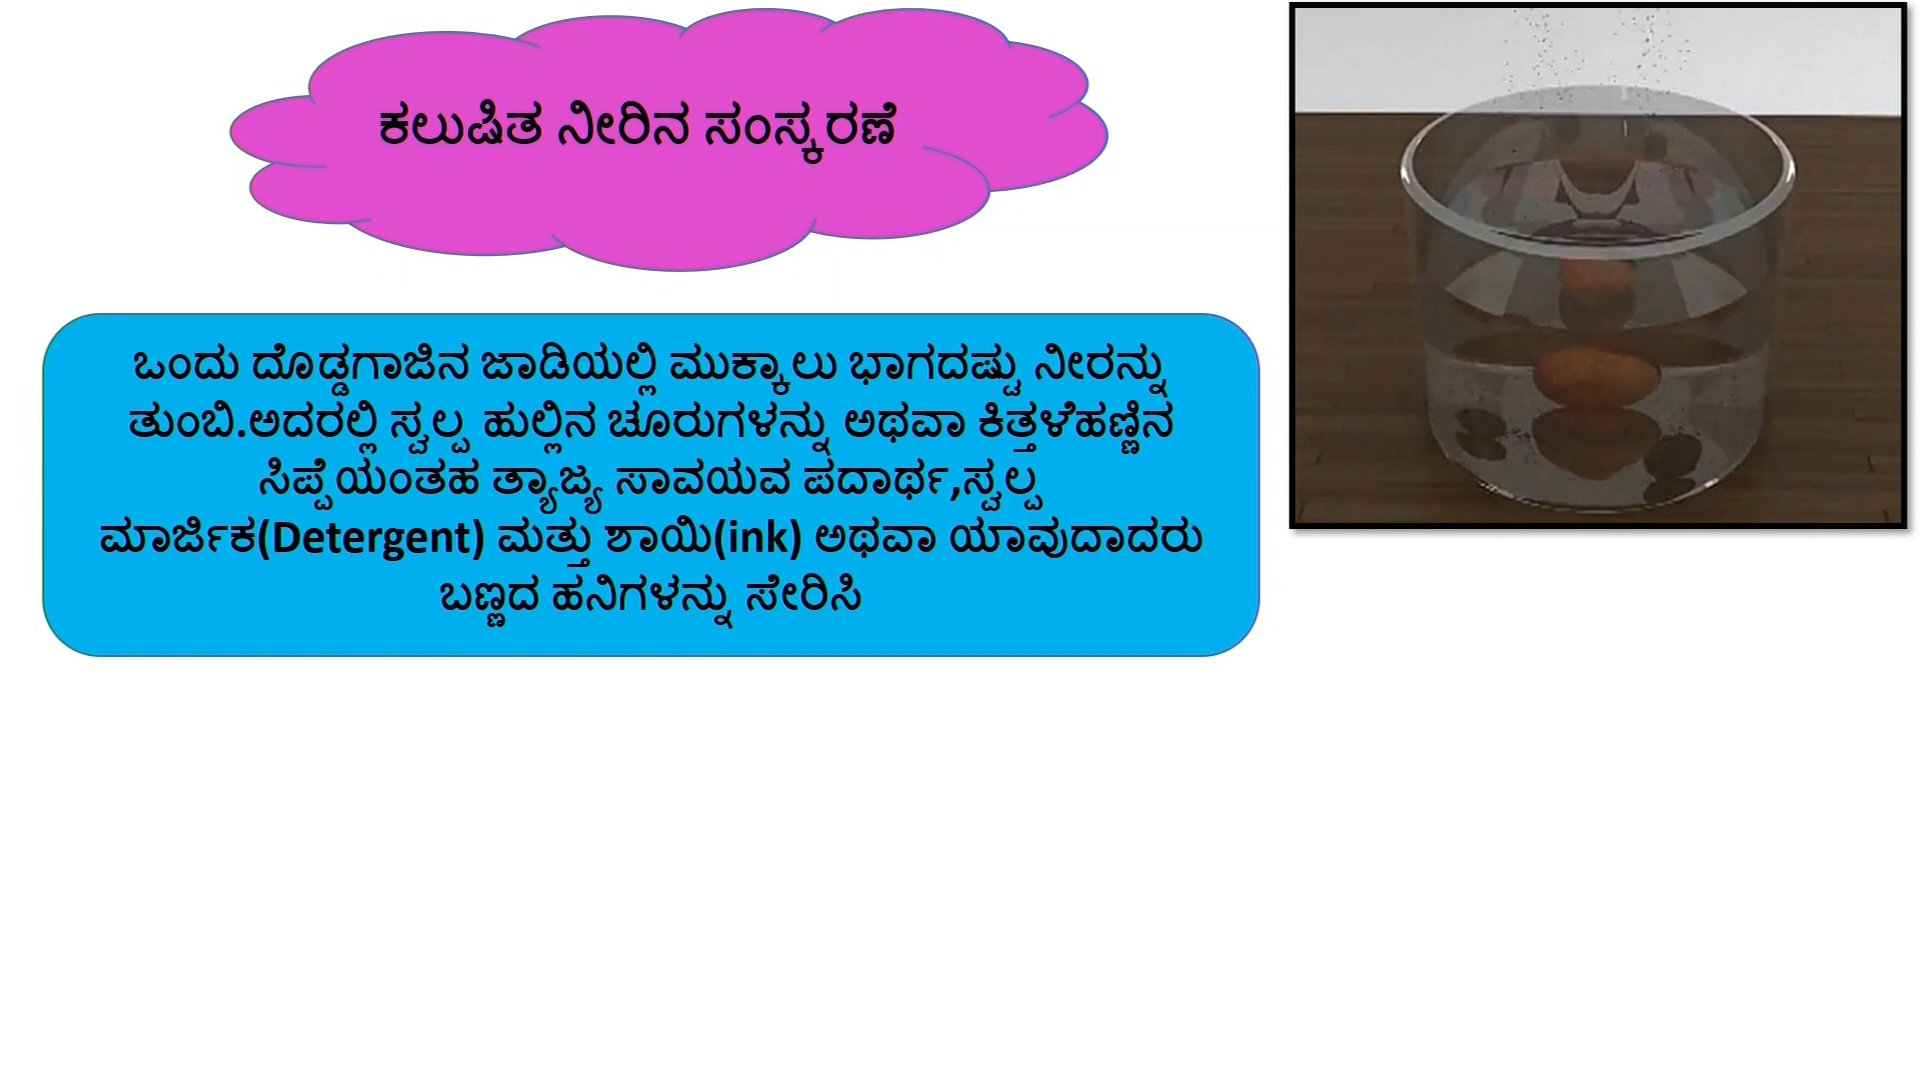 ಕಲುಷಿತ ನೀರಿನ ಸಂಸ್ಕರಣೆ
ಒಂದು ದೊಡ್ಡಗಾಜಿನ ಜಾಡಿಯಲ್ಲಿ ಮುಕ್ಕಾಲು ಭಾಗದಷ್ಟು ನೀರನ್ನು
ತುಂಬಿ.ಅದರಲ್ಲಿ ಸ್ವಲ್ಪ ಹುಲ್ಲಿನ ಚೂರುಗಳನ್ನು ಅಥವಾ ಕಿತ್ತಳೆಹಣ್ಣಿನ
ಸಿಪ್ಪೆಯಂತಹ ತ್ಯಾಜ್ಯ ಸಾವಯವ ಪದಾರ್ಥ,ಸ್ವಲ್ಪ
ಮಾರ್ಜಿಕ(Detergent) ಮತ್ತು ಶಾಯಿ(ink) ಅಥವಾ ಯಾವುದಾದರು
ಬಣ್ಣದ ಹನಿಗಳನ್ನು ಸೇರಿಸಿ